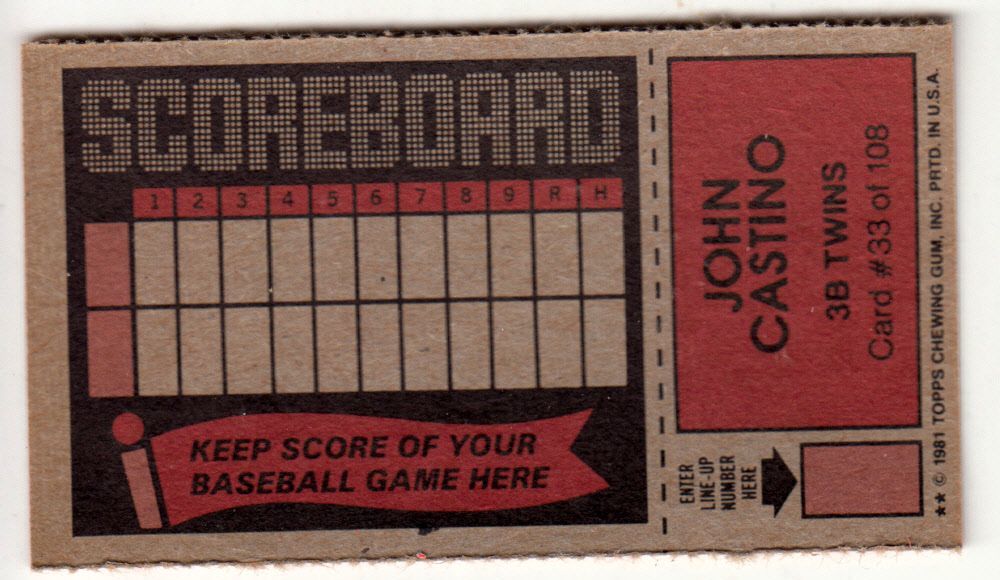 SCOREBOARD
1 2 3 4 5 6 7 8 9 R H
KEEP SCORE OF YOUR
BASEBALL GAME HERE
JOHN
CASTINO
3B TWINS
Card #33 of 108
ENTER
LINE-UP
NUMBER
HERE
★★ © 1981 TOPPS CHEWING GUM, INC. PRTD. IN U.S.A.